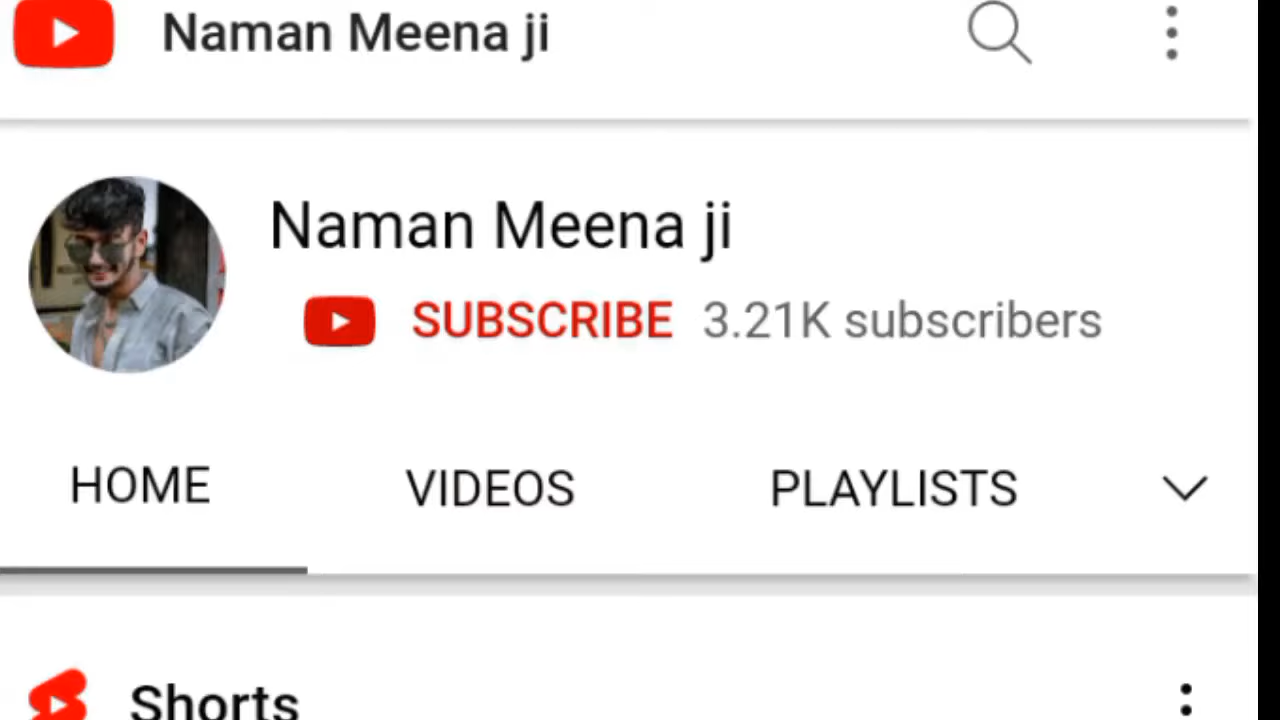 Naman Meena ji
Naman Meena ji
SUBSCRIBE 3.21K subscribers
HOME VIDEOS PLAYLISTS
Shorts